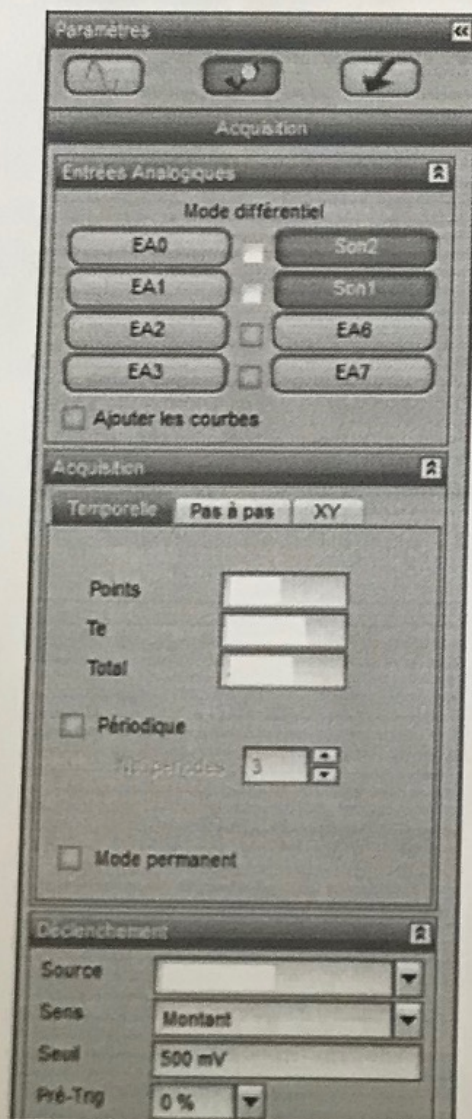 Paramètres
Acquisition
Entrées Analogiques
Mode différentiel
EA0 Son2
EA1 Son1
EA2 EA6
EA3 EA7
Ajouter les courbes
Acquisition
Temporelle Pas à pas XY
Points
Te
Total
Périodique
Nb périodes 3
Mode permanent
Déclenchement
Source
Sens Montant
Seuil 500 mV
Pré-Trig 0 %